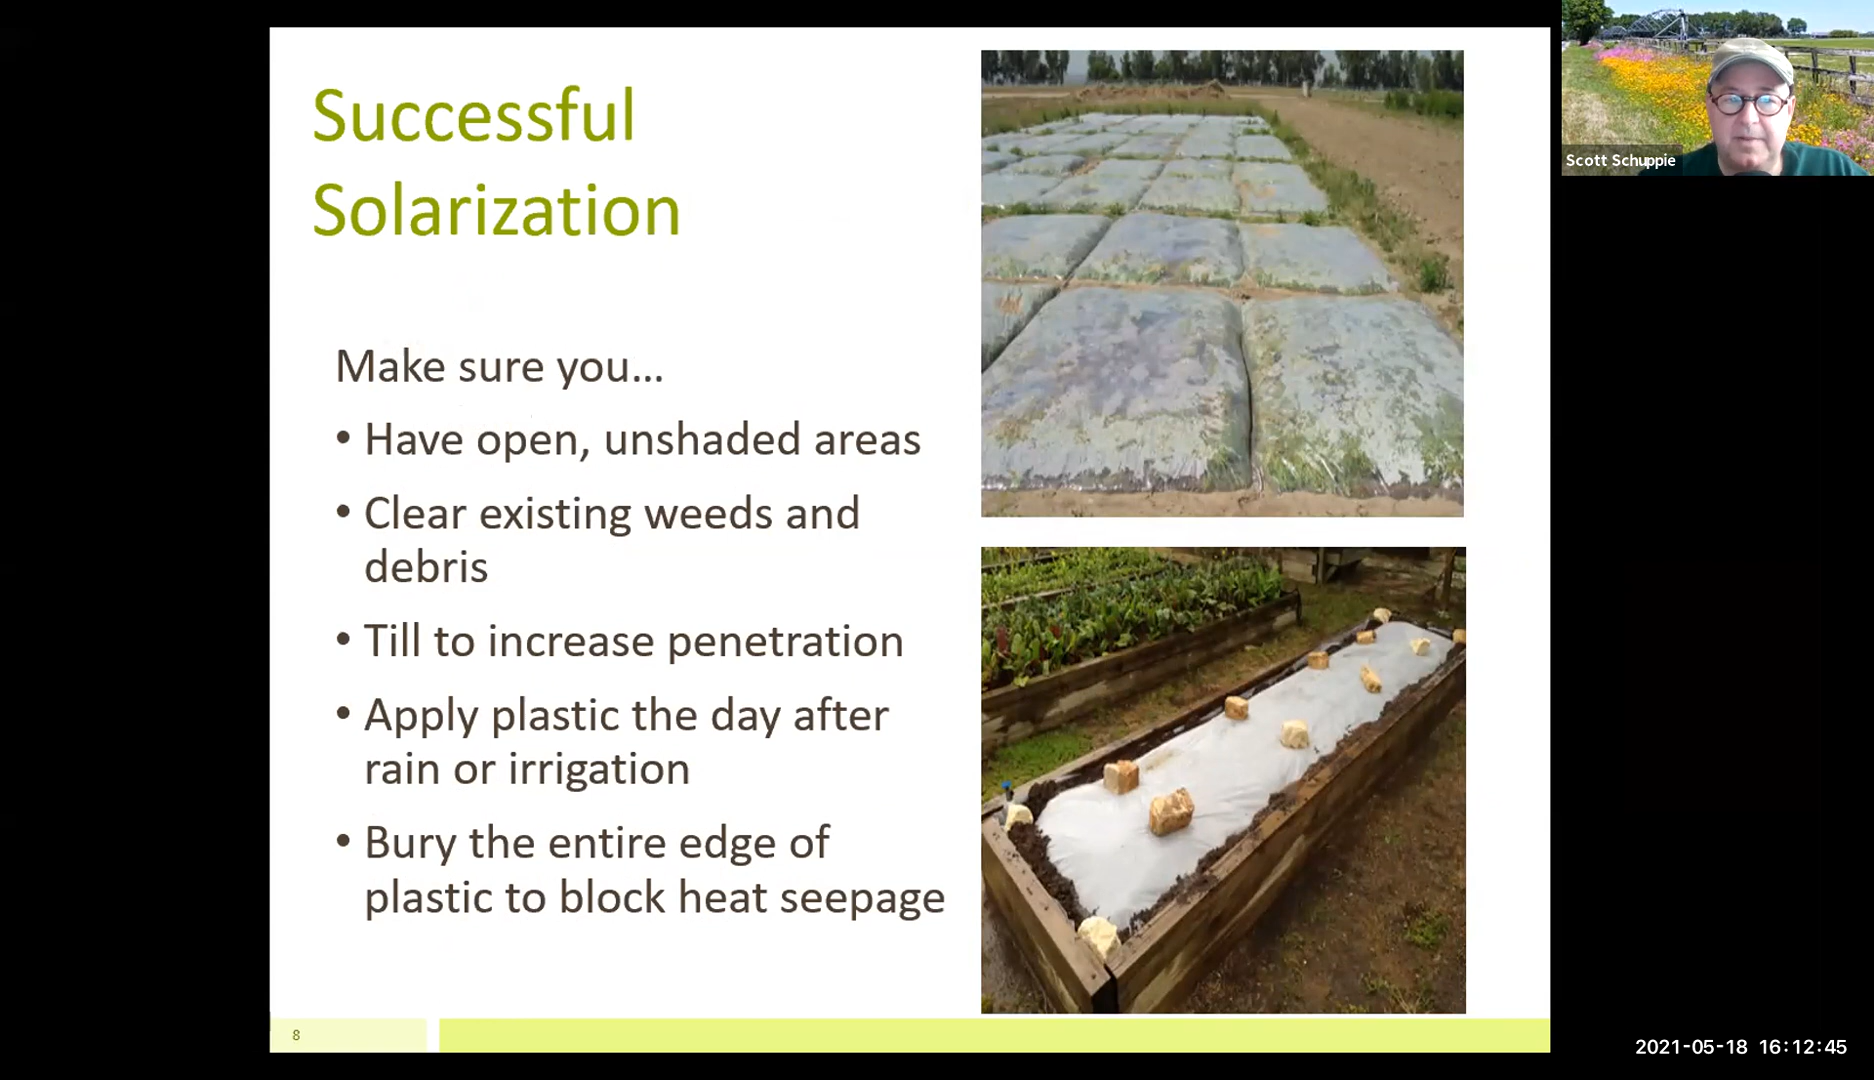 Successful
Solarization
Make sure you...
• Have open, unshaded areas
• Clear existing weeds and
debris
• Till to increase penetration
• Apply plastic the day after
rain or irrigation
• Bury the entire edge of
plastic to block heat seepage
8
Scott Schuppie
2021-05-18 16:12:45